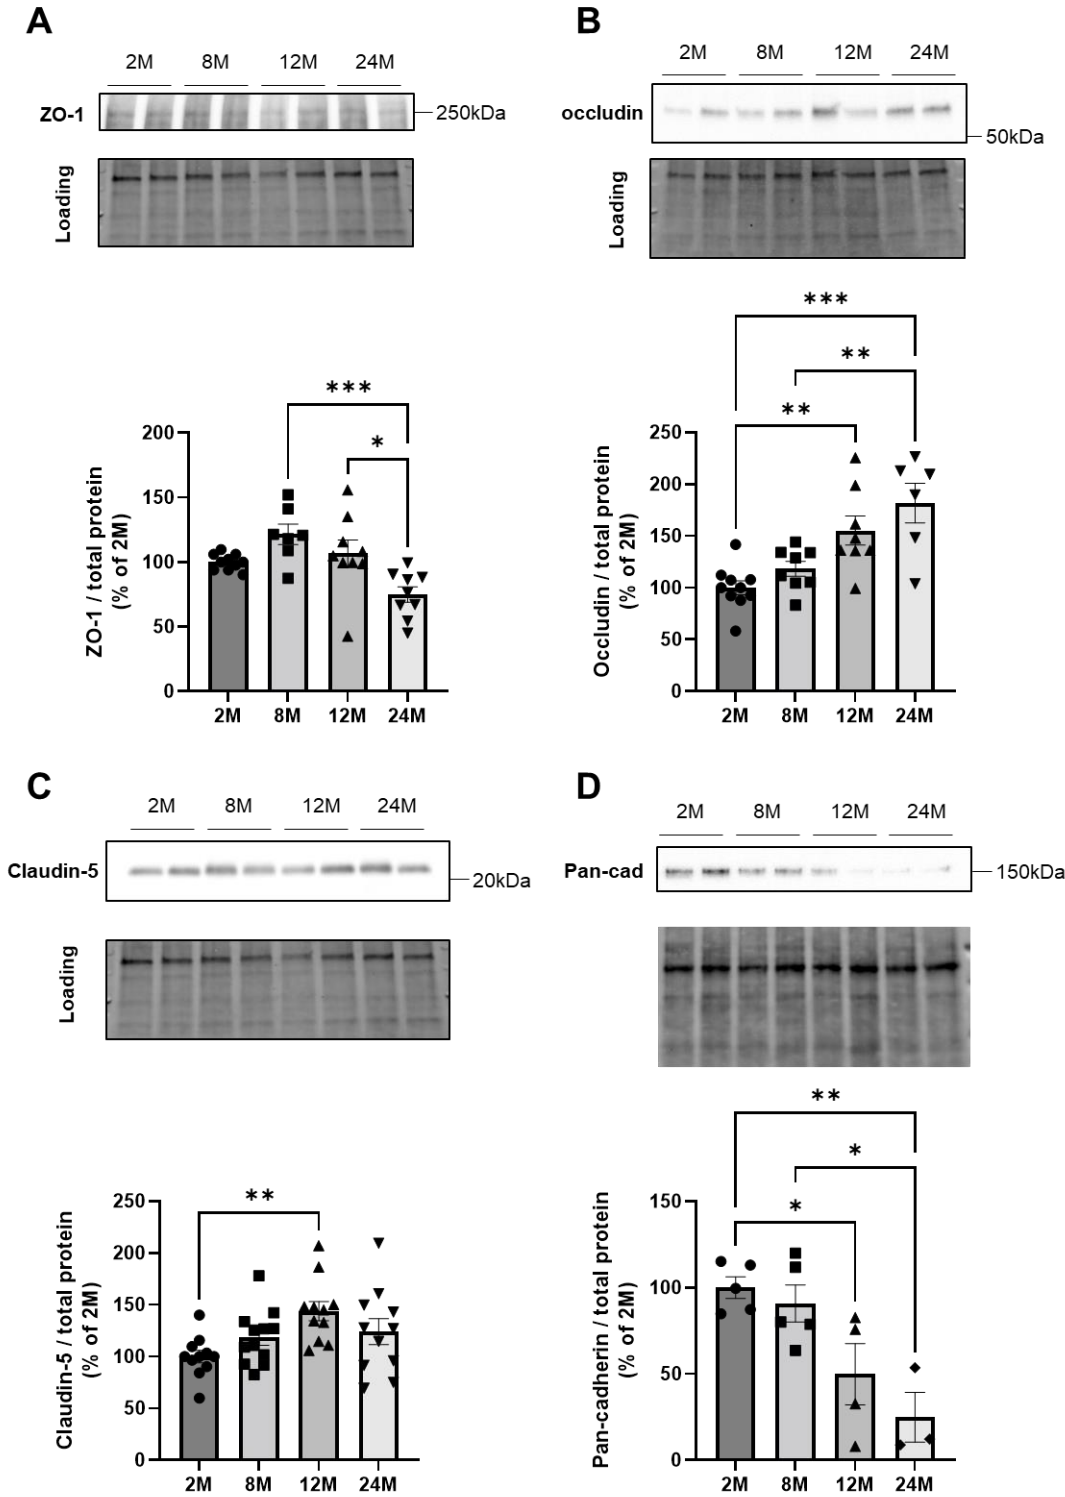 A
2M 8M 12M 24M
ZO-1
250kDa
Loading
***
*
200
150
100
50
0
ZO-1 / total protein
(% of 2M)
2M 8M 12M 24M
B
2M 8M 12M 24M
occludin
50kDa
Loading
***
**
**
250
200
150
100
50
0
Occludin / total protein
(% of 2M)
2M 8M 12M 24M
C
2M 8M 12M 24M
Claudin-5
20kDa
Loading
**
250
200
150
100
50
0
Claudin-5 / total protein
(% of 2M)
2M 8M 12M 24M
D
2M 8M 12M 24M
Pan-cad
150kDa
**
*
*
150
100
50
0
Pan-cadherin / total protein
(% of 2M)
2M 8M 12M 24M